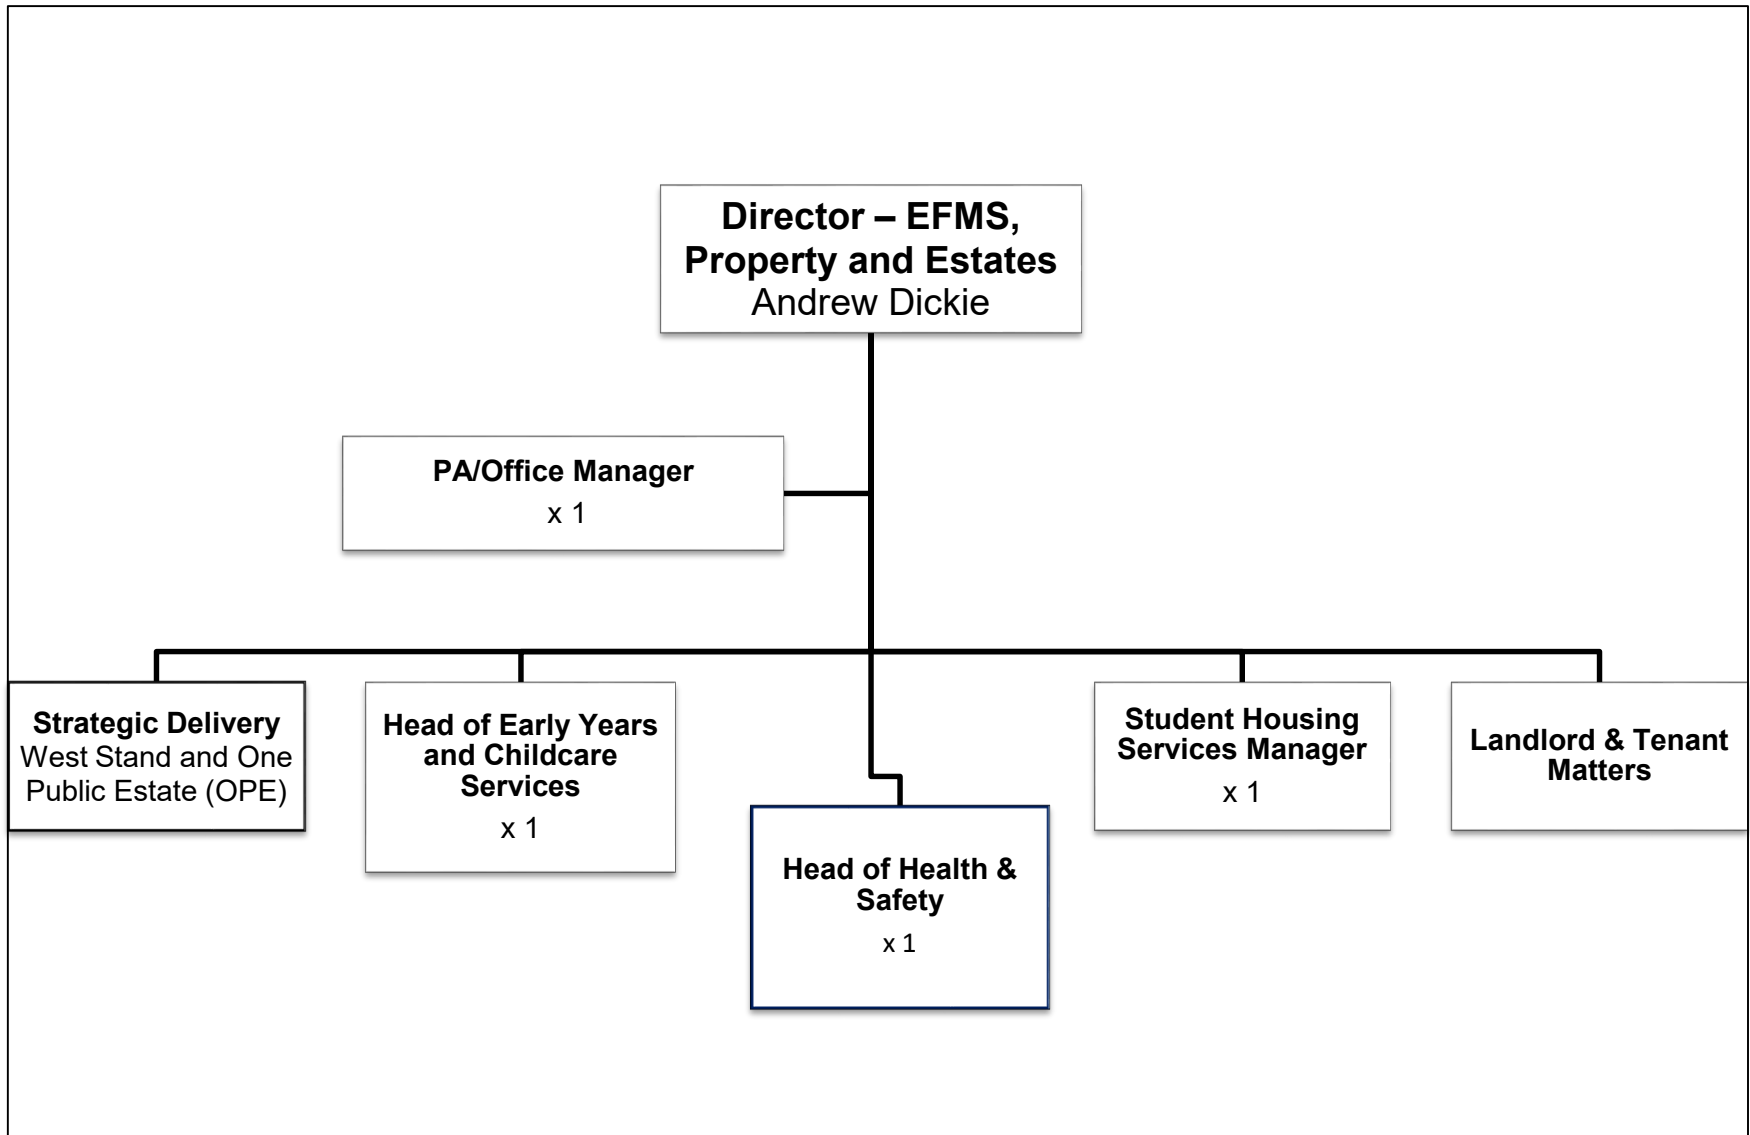 Director – EFMS,
Property and Estates
Andrew Dickie
PA/Office Manager
x 1
Strategic Delivery
West Stand and One
Public Estate (OPE)
Head of Early Years
and Childcare
Services
x 1
Head of Health &
Safety
x 1
Student Housing
Services Manager
x 1
Landlord & Tenant
Matters